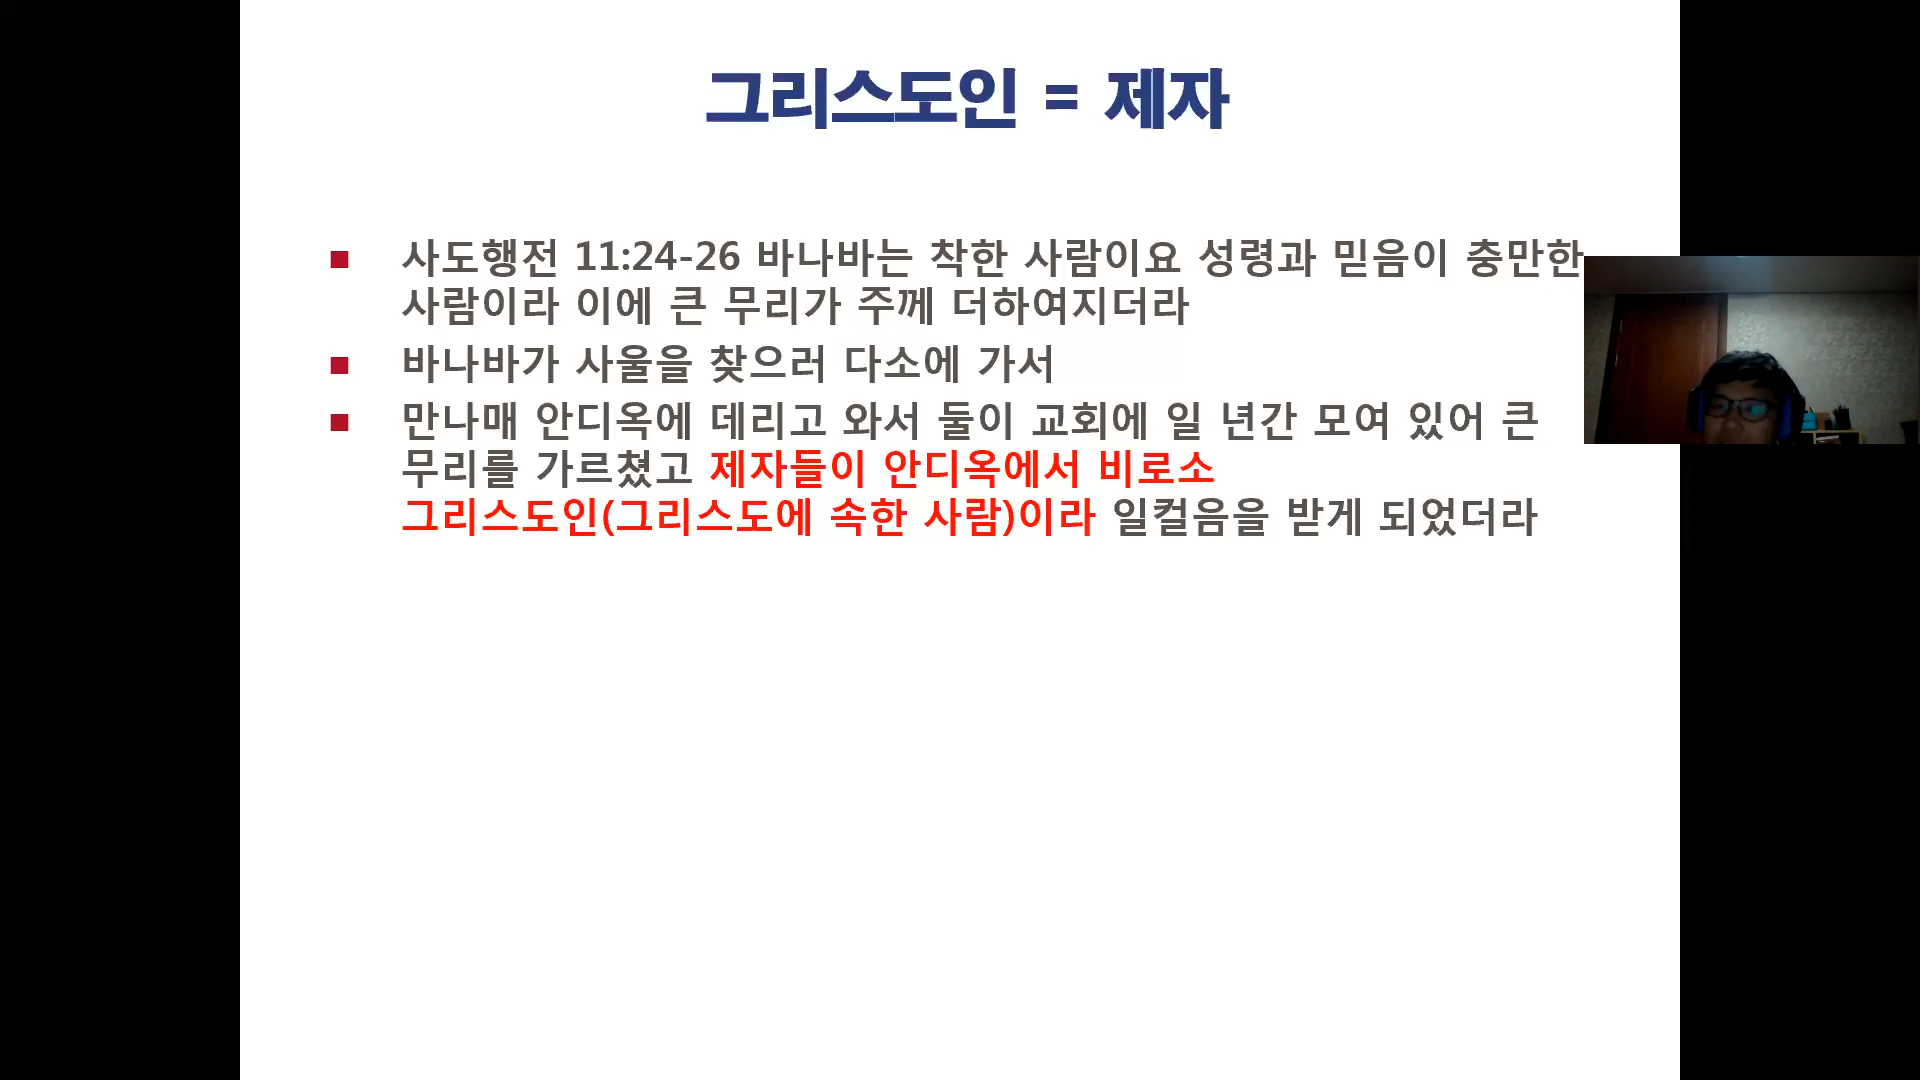 그리스도인 = 제자
사도행전 11:24-26 바나바는 착한 사람이요 성령과 믿음이 충만한
사람이라 이에 큰 무리가 주께 더하여지더라
바나바가 사울을 찾으러 다소에 가서
만나매 안디옥에 데리고 와서 둘이 교회에 일 년간 모여 있어 큰
무리를 가르쳤고 제자들이 안디옥에서 비로소
그리스도인(그리스도에 속한 사람)이라 일컬음을 받게 되었더라